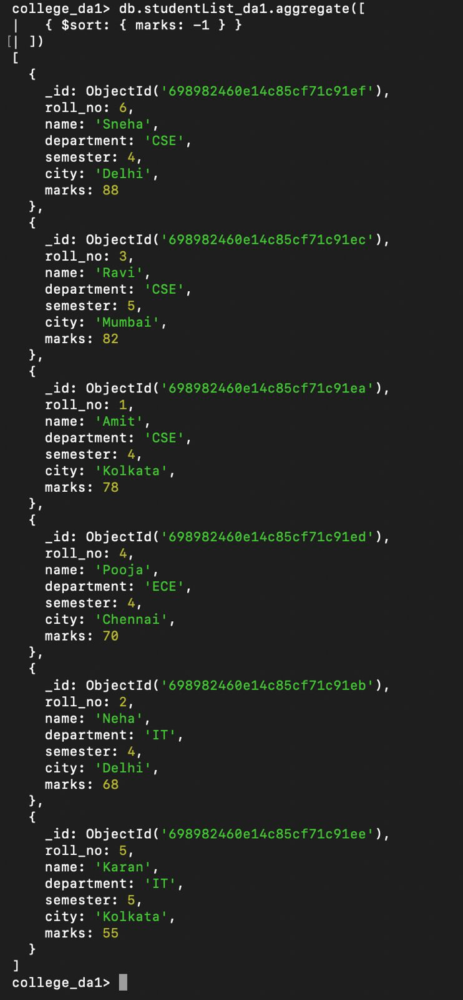 college_da1> db.studentList_da1.aggregate([
|   { $sort: { marks: -1 } }
[| ])
[
  {
    _id: ObjectId('698982460e14c85cf71c91ef'),
    roll_no: 6,
    name: 'Sneha',
    department: 'CSE',
    semester: 4,
    city: 'Delhi',
    marks: 88
  },
  {
    _id: ObjectId('698982460e14c85cf71c91ec'),
    roll_no: 3,
    name: 'Ravi',
    department: 'CSE',
    semester: 5,
    city: 'Mumbai',
    marks: 82
  },
  {
    _id: ObjectId('698982460e14c85cf71c91ea'),
    roll_no: 1,
    name: 'Amit',
    department: 'CSE',
    semester: 4,
    city: 'Kolkata',
    marks: 78
  },
  {
    _id: ObjectId('698982460e14c85cf71c91ed'),
    roll_no: 4,
    name: 'Pooja',
    department: 'ECE',
    semester: 4,
    city: 'Chennai',
    marks: 70
  },
  {
    _id: ObjectId('698982460e14c85cf71c91eb'),
    roll_no: 2,
    name: 'Neha',
    department: 'IT',
    semester: 4,
    city: 'Delhi',
    marks: 68
  },
  {
    _id: ObjectId('698982460e14c85cf71c91ee'),
    roll_no: 5,
    name: 'Karan',
    department: 'IT',
    semester: 5,
    city: 'Kolkata',
    marks: 55
  }
]
college_da1>